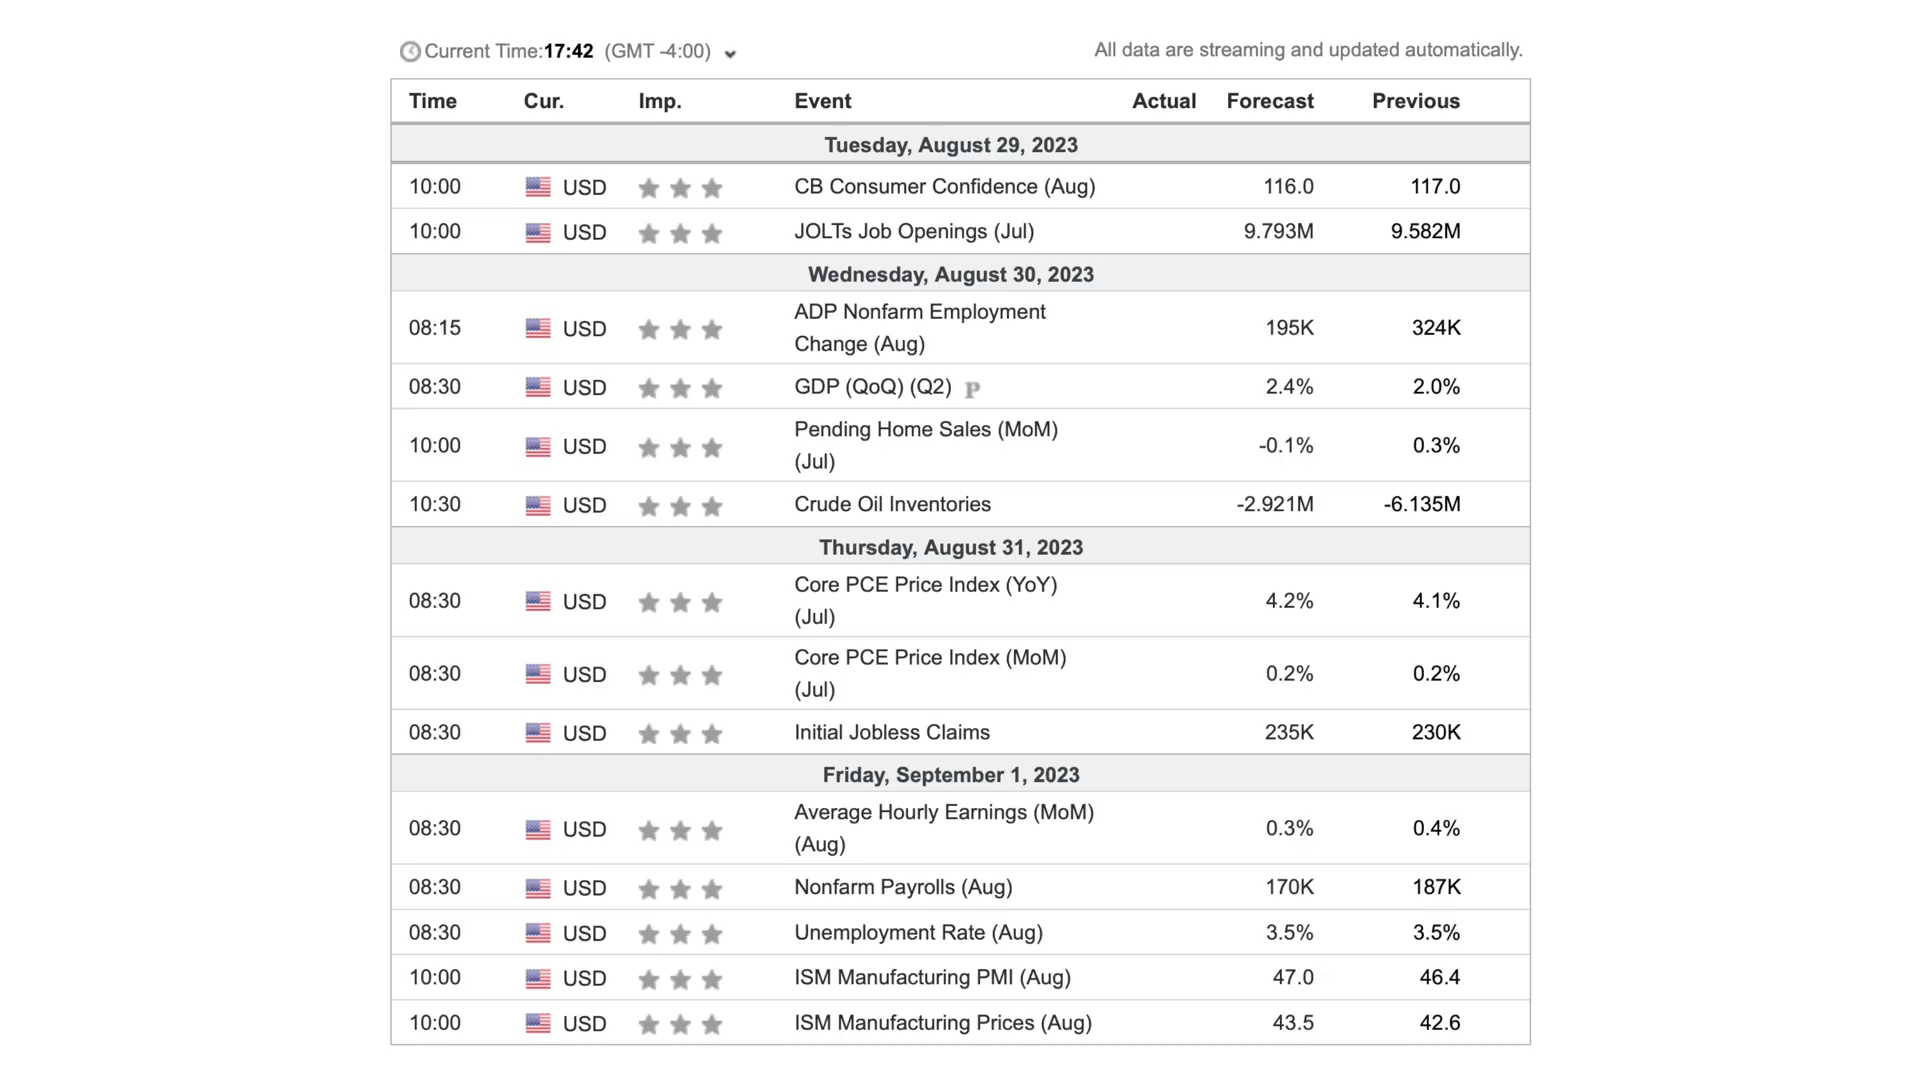 Current Time:17:42 (GMT -4:00)
All data are streaming and updated automatically.
Time Cur. Imp. Event Actual Forecast Previous
Tuesday, August 29, 2023
10:00 USD CB Consumer Confidence (Aug) 116.0 117.0
10:00 USD JOLTs Job Openings (Jul) 9.793M 9.582M
Wednesday, August 30, 2023
08:15 USD ADP Nonfarm Employment
Change (Aug) 195K 324K
08:30 USD GDP (QoQ) (Q2) P 2.4% 2.0%
10:00 USD Pending Home Sales (MoM)
(Jul) -0.1% 0.3%
10:30 USD Crude Oil Inventories -2.921M -6.135M
Thursday, August 31, 2023
08:30 USD Core PCE Price Index (YoY)
(Jul) 4.2% 4.1%
08:30 USD Core PCE Price Index (MoM)
(Jul) 0.2% 0.2%
08:30 USD Initial Jobless Claims 235K 230K
Friday, September 1, 2023
08:30 USD Average Hourly Earnings (MoM)
(Aug) 0.3% 0.4%
08:30 USD Nonfarm Payrolls (Aug) 170K 187K
08:30 USD Unemployment Rate (Aug) 3.5% 3.5%
10:00 USD ISM Manufacturing PMI (Aug) 47.0 46.4
10:00 USD ISM Manufacturing Prices (Aug) 43.5 42.6